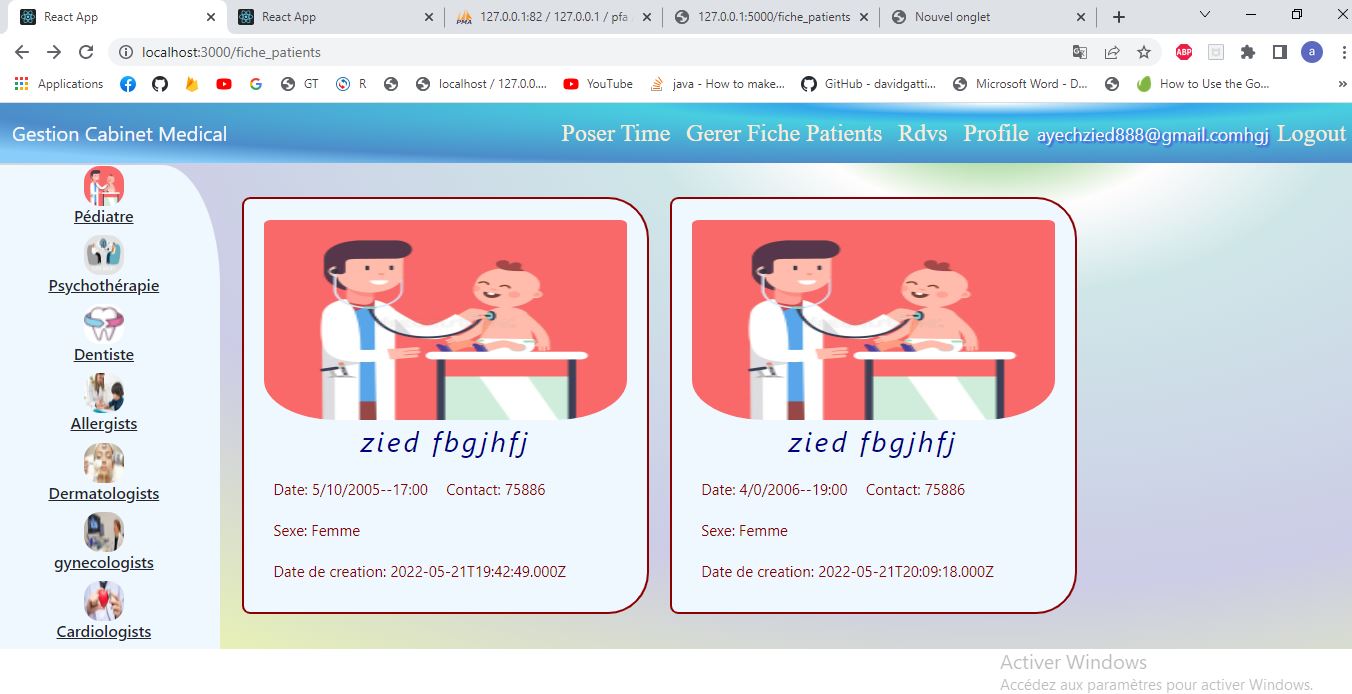 React App
React App
127.0.0.1:82 / 127.0.0.1 / pfa
127.0.0.1:5000/fiche_patients
Nouvel onglet
localhost:3000/fiche_patients
ABP
a
Applications
GT
R
localhost / 127.0.0....
YouTube
java - How to make...
GitHub - davidgatti...
Microsoft Word - D...
How to Use the Go...
»
Gestion Cabinet Medical
Poser Time Gerer Fiche Patients Rdvs Profile ayechzied888@gmail.comhgj Logout
Pédiatre
Psychothérapie
Dentiste
Allergists
Dermatologists
gynecologists
Cardiologists
zied fbgjhfj
Date: 5/10/2005--17:00 Contact: 75886
Sexe: Femme
Date de creation: 2022-05-21T19:42:49.000Z
zied fbgjhfj
Date: 4/0/2006--19:00 Contact: 75886
Sexe: Femme
Date de creation: 2022-05-21T20:09:18.000Z
Activer Windows
Accédez aux paramètres pour activer Windows.